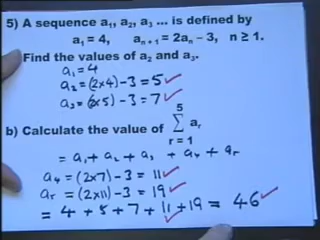 5) A sequence a₁, a₂, a₃ ... is defined by
a₁ = 4, aₙ₊₁ = 2aₙ – 3, n ≥ 1.
Find the values of a₂ and a₃.
a₁ = 4
a₂ = (2×4) - 3 = 5 ✓
a₃ = (2×5) - 3 = 7 ✓
b) Calculate the value of
5
∑ aᵣ
r = 1
= a₁ + a₂ + a₃ + a₄ + a₅
a₄ = (2×7) - 3 = 11 ✓
a₅ = (2×11) - 3 = 19 ✓
= 4 + 5 + 7 + 11 + 19 = 46 ✓